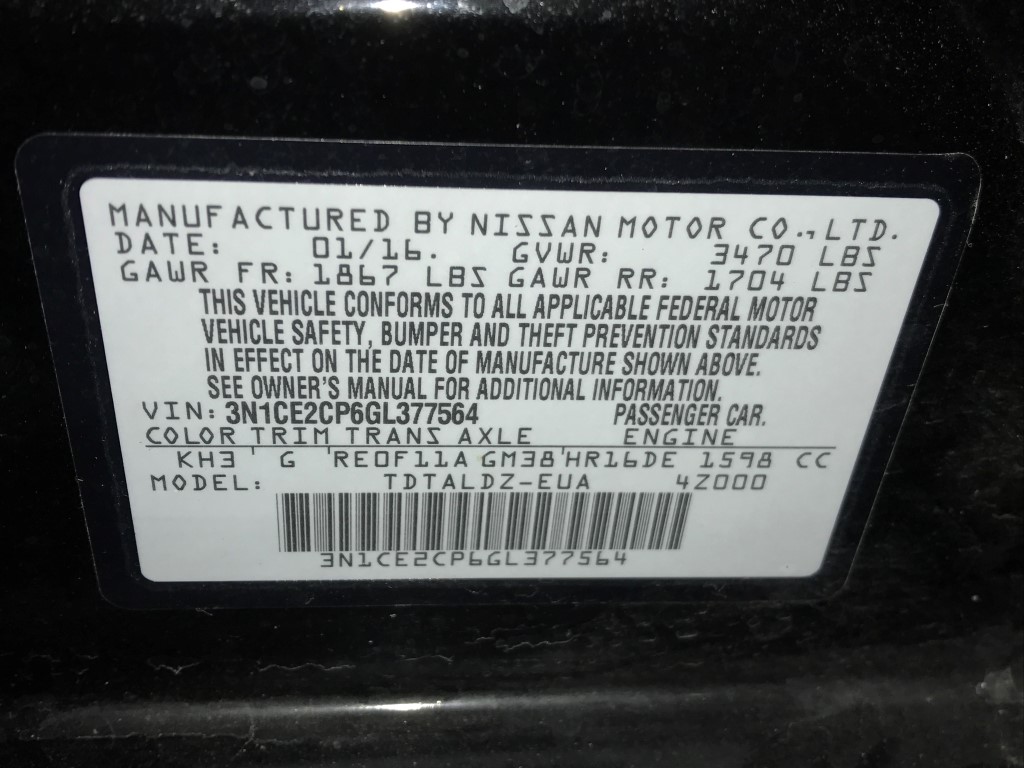 MANUFACTURED BY NISSAN MOTOR CO., LTD.
DATE: 01/16. GVWR: 3470 LBS
GAWR FR: 1867 LBS GAWR RR: 1704 LBS
THIS VEHICLE CONFORMS TO ALL APPLICABLE FEDERAL MOTOR
VEHICLE SAFETY, BUMPER AND THEFT PREVENTION STANDARDS
IN EFFECT ON THE DATE OF MANUFACTURE SHOWN ABOVE.
SEE OWNER'S MANUAL FOR ADDITIONAL INFORMATION.
VIN: 3N1CE2CP6GL377564 PASSENGER CAR.
COLOR TRIM TRANS AXLE ENGINE
KH3 ' G 'RE0F11A GM38'HR16DE 1598 CC
MODEL: TDTALDZ-EUA 4Z000
3N1CE2CP6GL377564